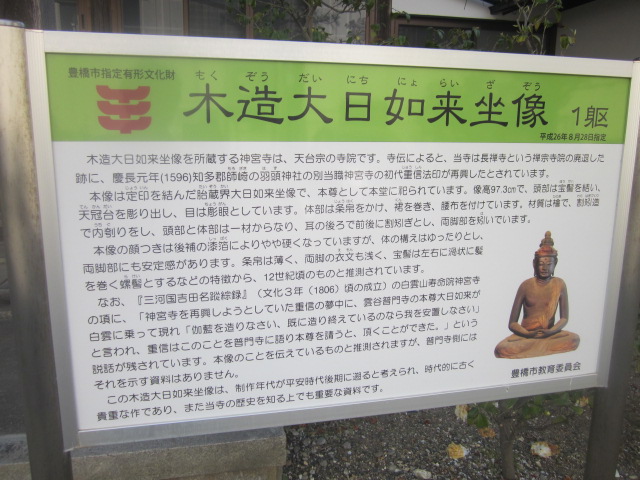 豊橋市指定有形文化財
もくぞうだいにちにょらいざぞう
木造大日如来坐像 1躯
平成26年8月28日指定
木造大日如来坐像を所蔵する神宮寺は、天台宗の寺院です。寺伝によると、当寺は長禅寺という禅宗寺院の廃退した
跡に、慶長元年(1596)知多郡師崎の羽頭神社の別当職神宮寺の初代重信法印が再興したとされています。
本像は定印を結んだ胎蔵界大日如来坐像で、本尊として本堂に祀られています。像高97.3㎝で、頭部は宝髻を結い、
天冠台を彫り出し、目は彫眼としています。体部は条帛をかけ、裙を巻き、腰布を付けています。材質は檜で、割矧造
で内刳りをし、頭部と体部は一材からなり、耳の後ろで前後に割矧ぎとし、両脚部を矧いでいます。
本像の顔つきは後補の漆箔によりやや硬くなっていますが、体の構えはゆったりとし、
両脚部にも安定感があります。条帛は薄く、両脚の衣文も浅く、宝髻は左右に渦状に髪
を巻く螺髻とするなどの特徴から、12世紀頃のものと推測されています。
なお、『三河国吉田名蹤綜録』(文化3年(1806)頃の成立)の白雲山寿命院神宮寺
の項に、「神宮寺を再興しようとしていた重信の夢中に、雲谷普門寺の本尊大日如来が
白雲に乗って現れ「伽藍を造りなさい、既に造り終えているのなら我を安置しなさい」
と言われ、重信はこのことを普門寺に語り本尊を請うと、頂くことができた。」という
説話が残されています。本像のことを伝えているものと推測されますが、普門寺側には
それを示す資料はありません。
この木造大日如来坐像は、制作年代が平安時代後期に遡ると考えられ、時代的に古く
貴重な作であり、また当寺の歴史を知る上でも重要な資料です。
豊橋市教育委員会